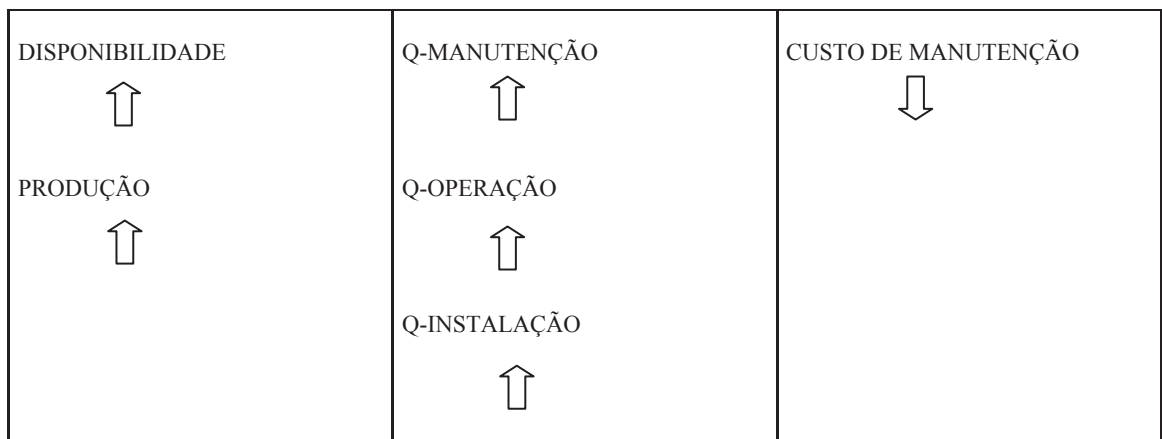 DISPONIBILIDADE
PRODUÇÃO
Q-MANUTENÇÃO
Q-OPERAÇÃO
Q-INSTALAÇÃO
CUSTO DE MANUTENÇÃO